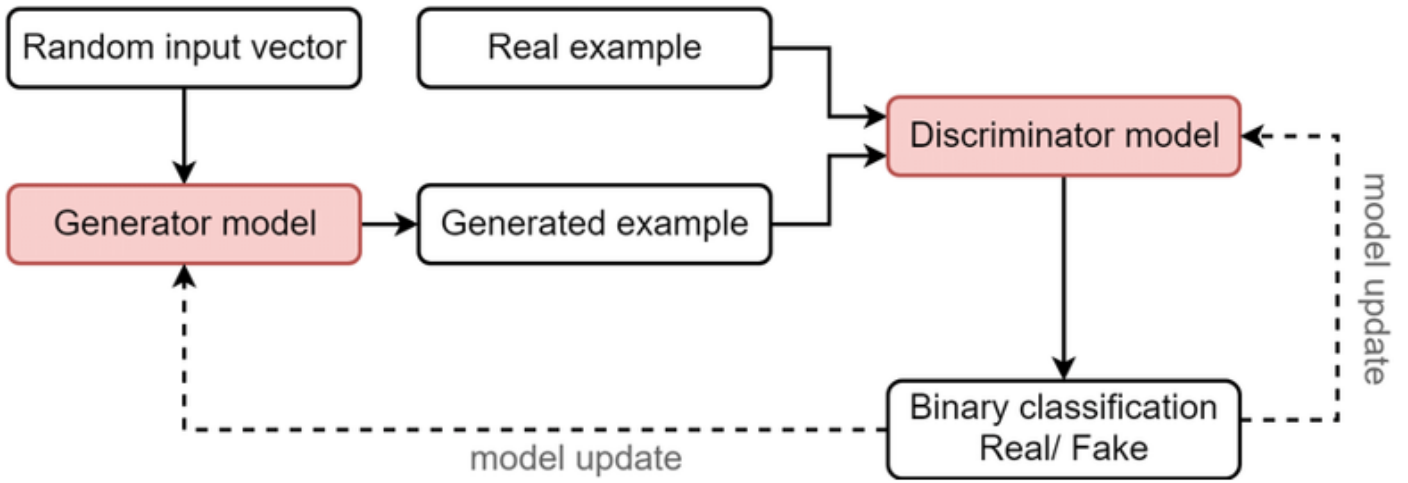 Random input vector
Real example
Discriminator model
Generator model
Generated example
model update
Binary classification
Real/ Fake
model update